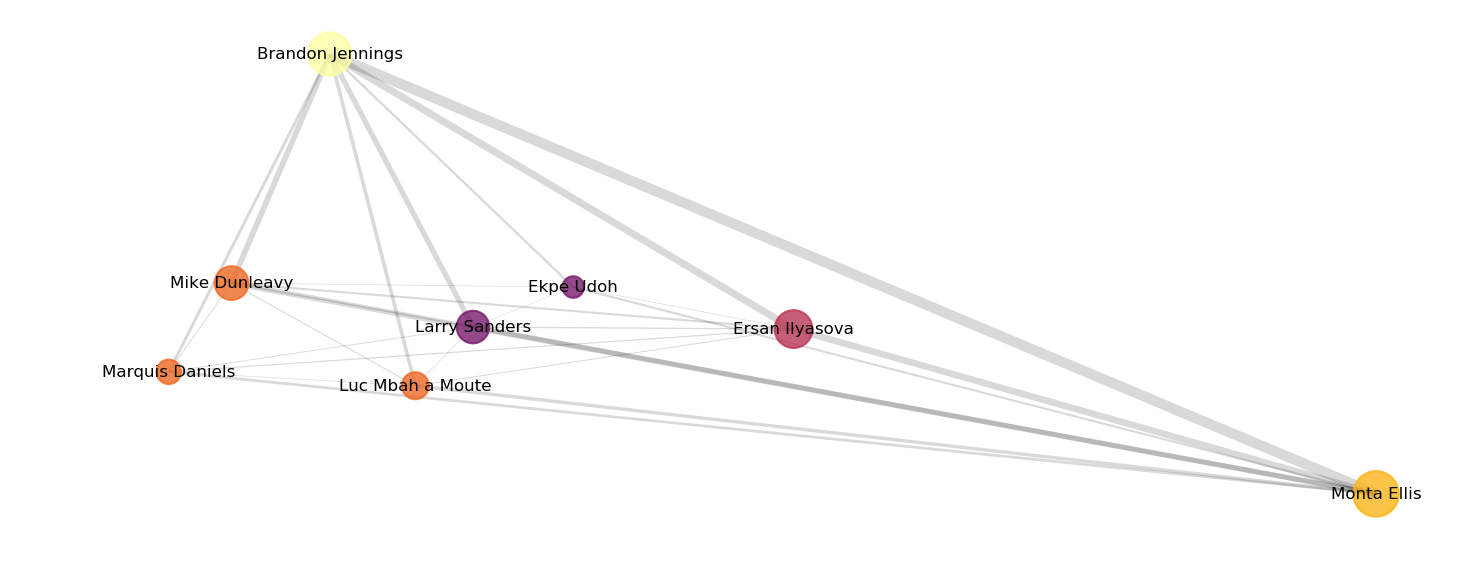 Brandon Jennings
Mike Dunleavy
Ekpe Udoh
Larry Sanders
Ersan Ilyasova
Marquis Daniels
Luc Mbah a Moute
Monta Ellis